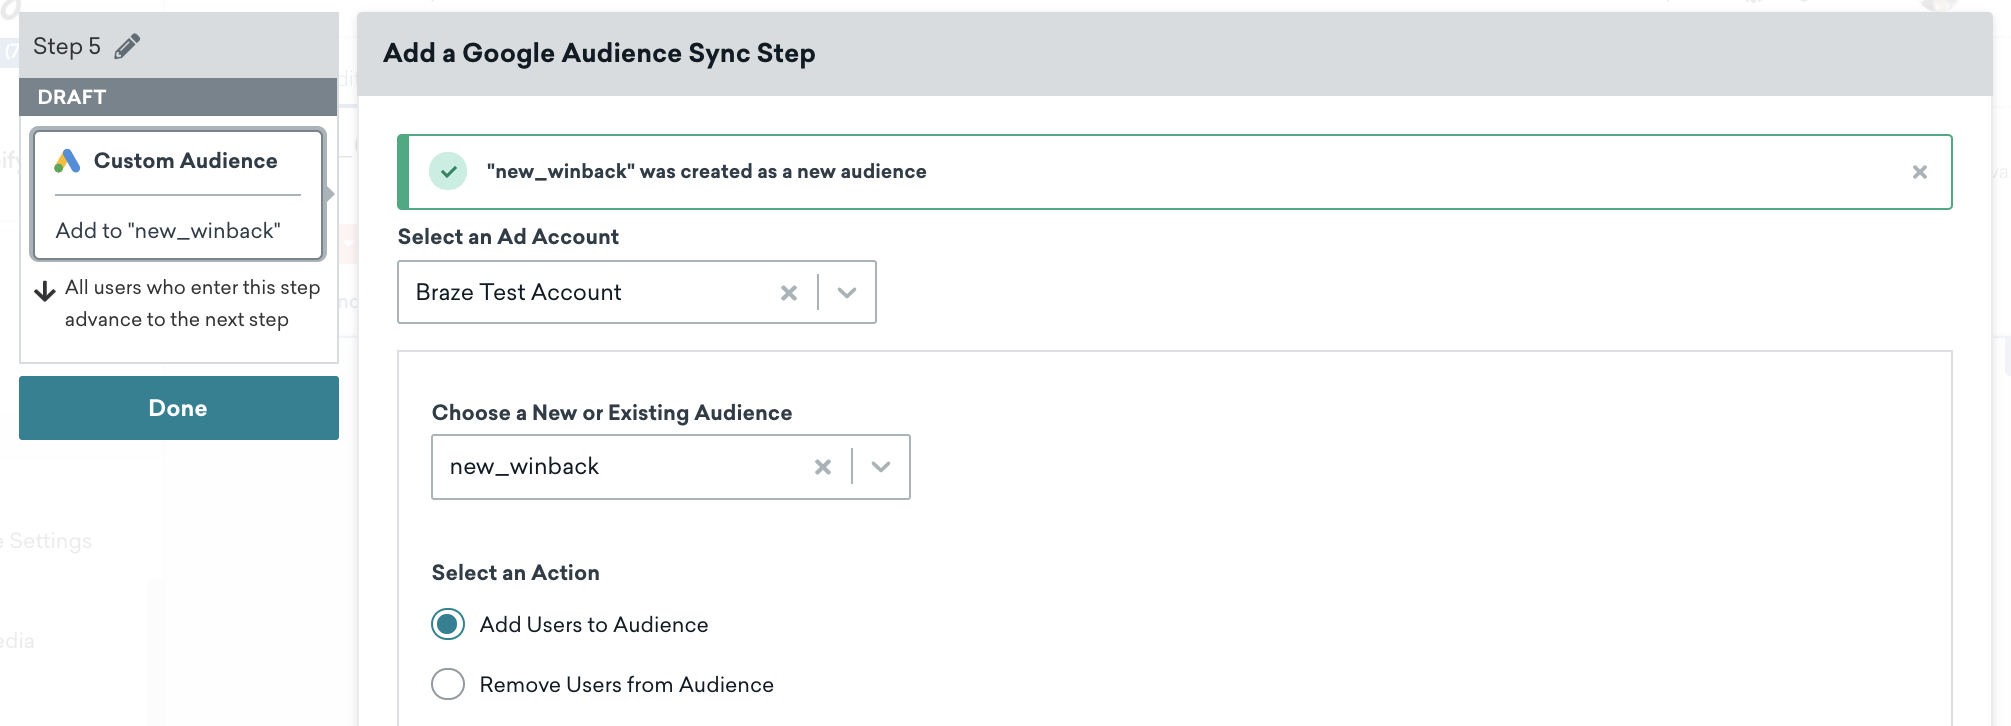 Step 5
DRAFT
Custom Audience
Add to "new_winback"
All users who enter this step
advance to the next step
Done
Settings
Add a Google Audience Sync Step
"new_winback" was created as a new audience
Select an Ad Account
Braze Test Account
Choose a New or Existing Audience
new_winback
Select an Action
Add Users to Audience
Remove Users from Audience